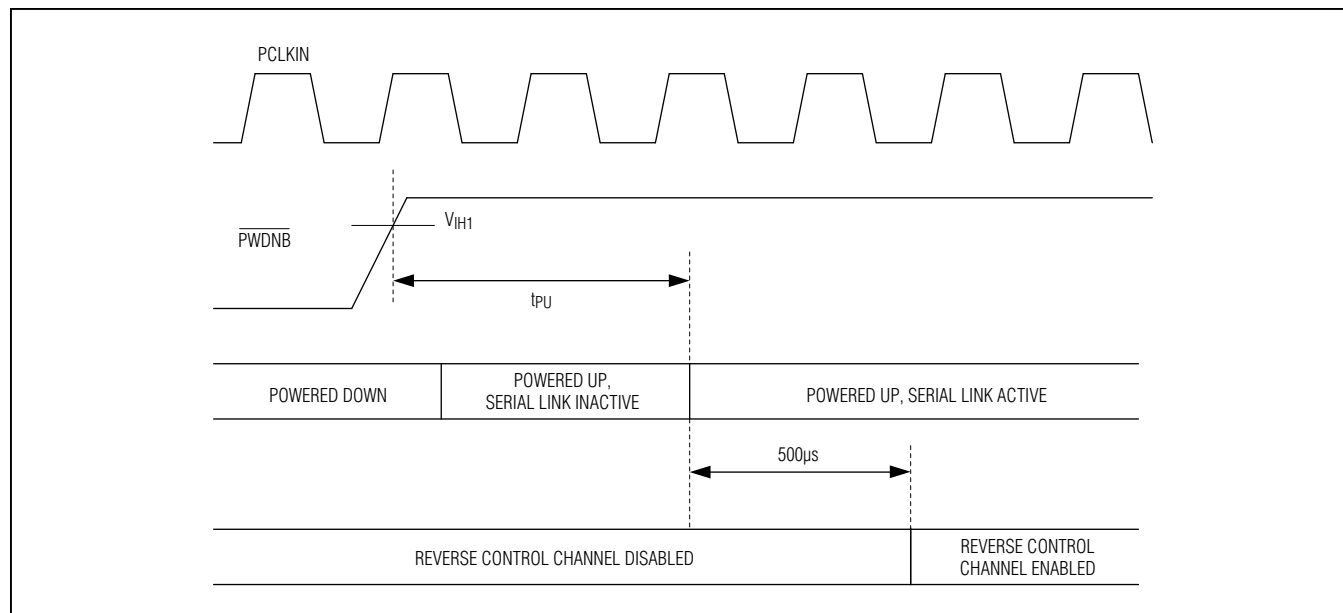 PCLKIN
VIH1
PWDNB
tPU
POWERED DOWN
POWERED UP,
SERIAL LINK INACTIVE
POWERED UP, SERIAL LINK ACTIVE
500µs
REVERSE CONTROL CHANNEL DISABLED
REVERSE CONTROL
CHANNEL ENABLED